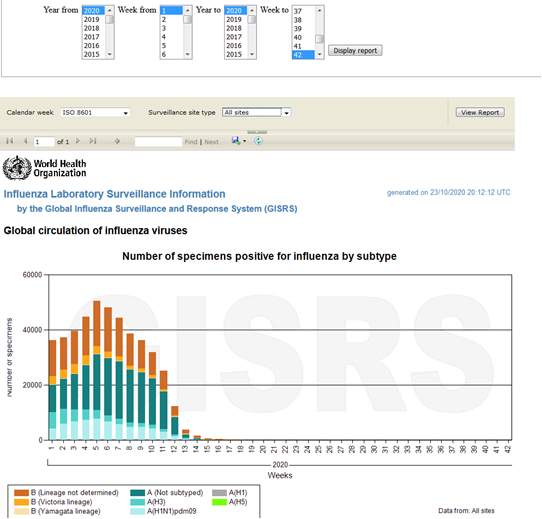 Year from 2020 2019 2018 2017 2016 2015 Week from 1 2 3 4 5 6 Year to 2020 2019 2018 2017 2016 2015 Week to 37 38 39 40 41 42 Display report
Calendar week ISO 8601 Surveillance site type All sites View Report
1 of 1 Find | Next
World Health
Organization
Influenza Laboratory Surveillance Information
generated on 23/10/2020 20:12:12 UTC
by the Global Influenza Surveillance and Response System (GISRS)
Global circulation of influenza viruses
Number of specimens positive for influenza by subtype
GISRS
Number of specimens
60000
40000
20000
0
1 2 3 4 5 6 7 8 9 10 11 12 13 14 15 16 17 18 19 20 21 22 23 24 25 26 27 28 29 30 31 32 33 34 35 36 37 38 39 40 41 42
2020
Weeks
B (Lineage not determined) A (Not subtyped) A(H1)
B (Victoria lineage) A(H3) A(H5)
B (Yamagata lineage) A(H1N1)pdm09
Data from: All sites